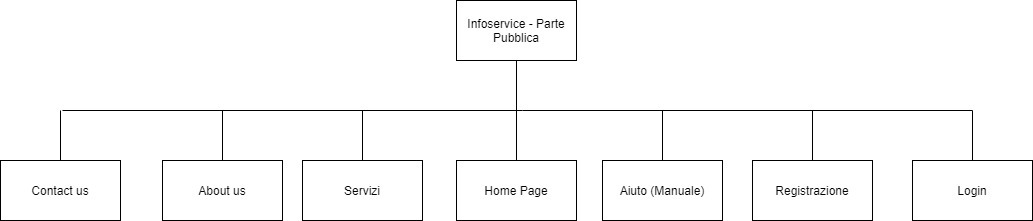 Infoservice - Parte
Pubblica
Contact us
About us
Servizi
Home Page
Aiuto (Manuale)
Registrazione
Login